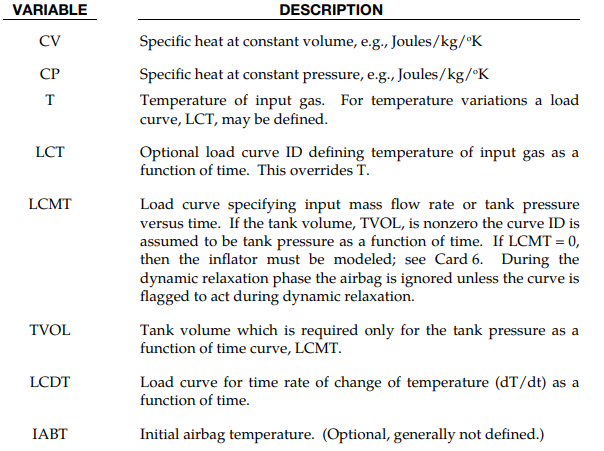 VARIABLE DESCRIPTION
CV Specific heat at constant volume, e.g., Joules/kg/°K
CP Specific heat at constant pressure, e.g., Joules/kg/°K
T Temperature of input gas. For temperature variations a load
curve, LCT, may be defined.
LCT Optional load curve ID defining temperature of input gas as a
function of time. This overrides T.
LCMT Load curve specifying input mass flow rate or tank pressure
versus time. If the tank volume, TVOL, is nonzero the curve ID is
assumed to be tank pressure as a function of time. If LCMT = 0,
then the inflator must be modeled; see Card 6. During the
dynamic relaxation phase the airbag is ignored unless the curve is
flagged to act during dynamic relaxation.
TVOL Tank volume which is required only for the tank pressure as a
function of time curve, LCMT.
LCDT Load curve for time rate of change of temperature (dT/dt) as a
function of time.
IABT Initial airbag temperature. (Optional, generally not defined.)